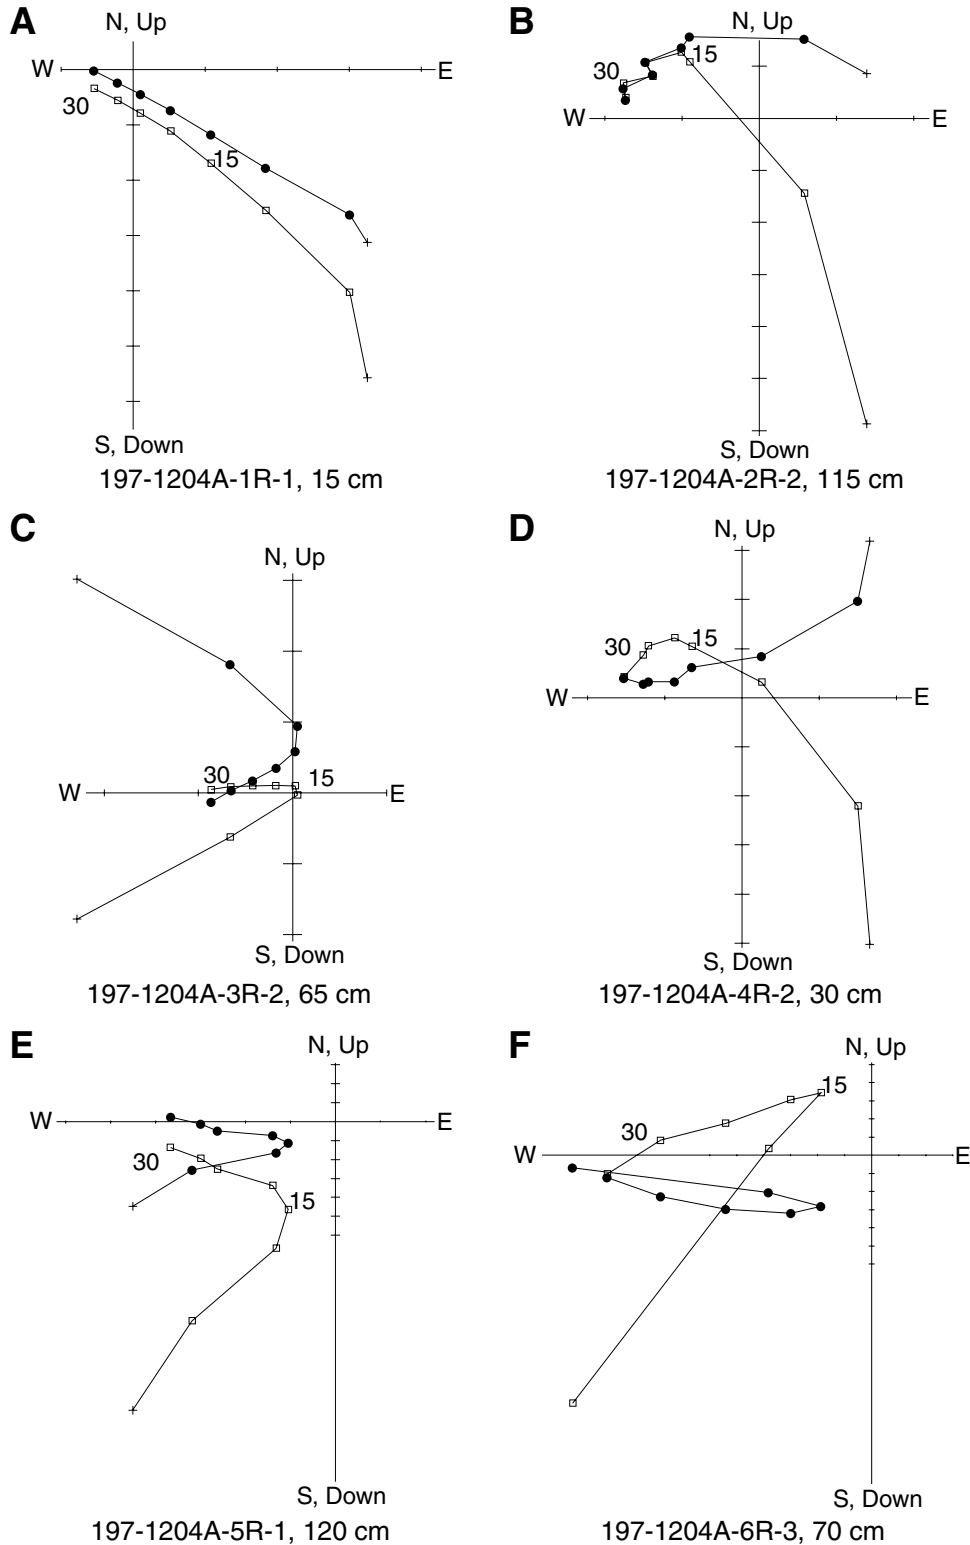 A
N, Up
W
E
30
15
S, Down
197-1204A-1R-1, 15 cm
B
N, Up
15
30
W
E
S, Down
197-1204A-2R-2, 115 cm
C
N, Up
30
15
W
E
S, Down
197-1204A-3R-2, 65 cm
D
N, Up
15
30
W
E
S, Down
197-1204A-4R-2, 30 cm
E
N, Up
W
E
30
15
S, Down
197-1204A-5R-1, 120 cm
F
N, Up
15
30
W
E
S, Down
197-1204A-6R-3, 70 cm